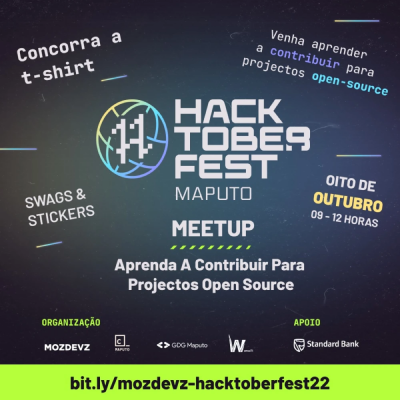 Concorra a
t-shirt
Venha aprender
a contribuir para
projectos open-source
HACK
TOBER
FEST
MAPUTO
SWAGS &
STICKERS
OITO DE
OUTUBRO
09 - 12 HORAS
MEETUP
Aprenda A Contribuir Para
Projectos Open Source
ORGANIZAÇÃO
APOIO
MOZDEVZ
MAPUTO
GDG Maputo
Standard Bank
bit.ly/mozdevz-hacktoberfest22